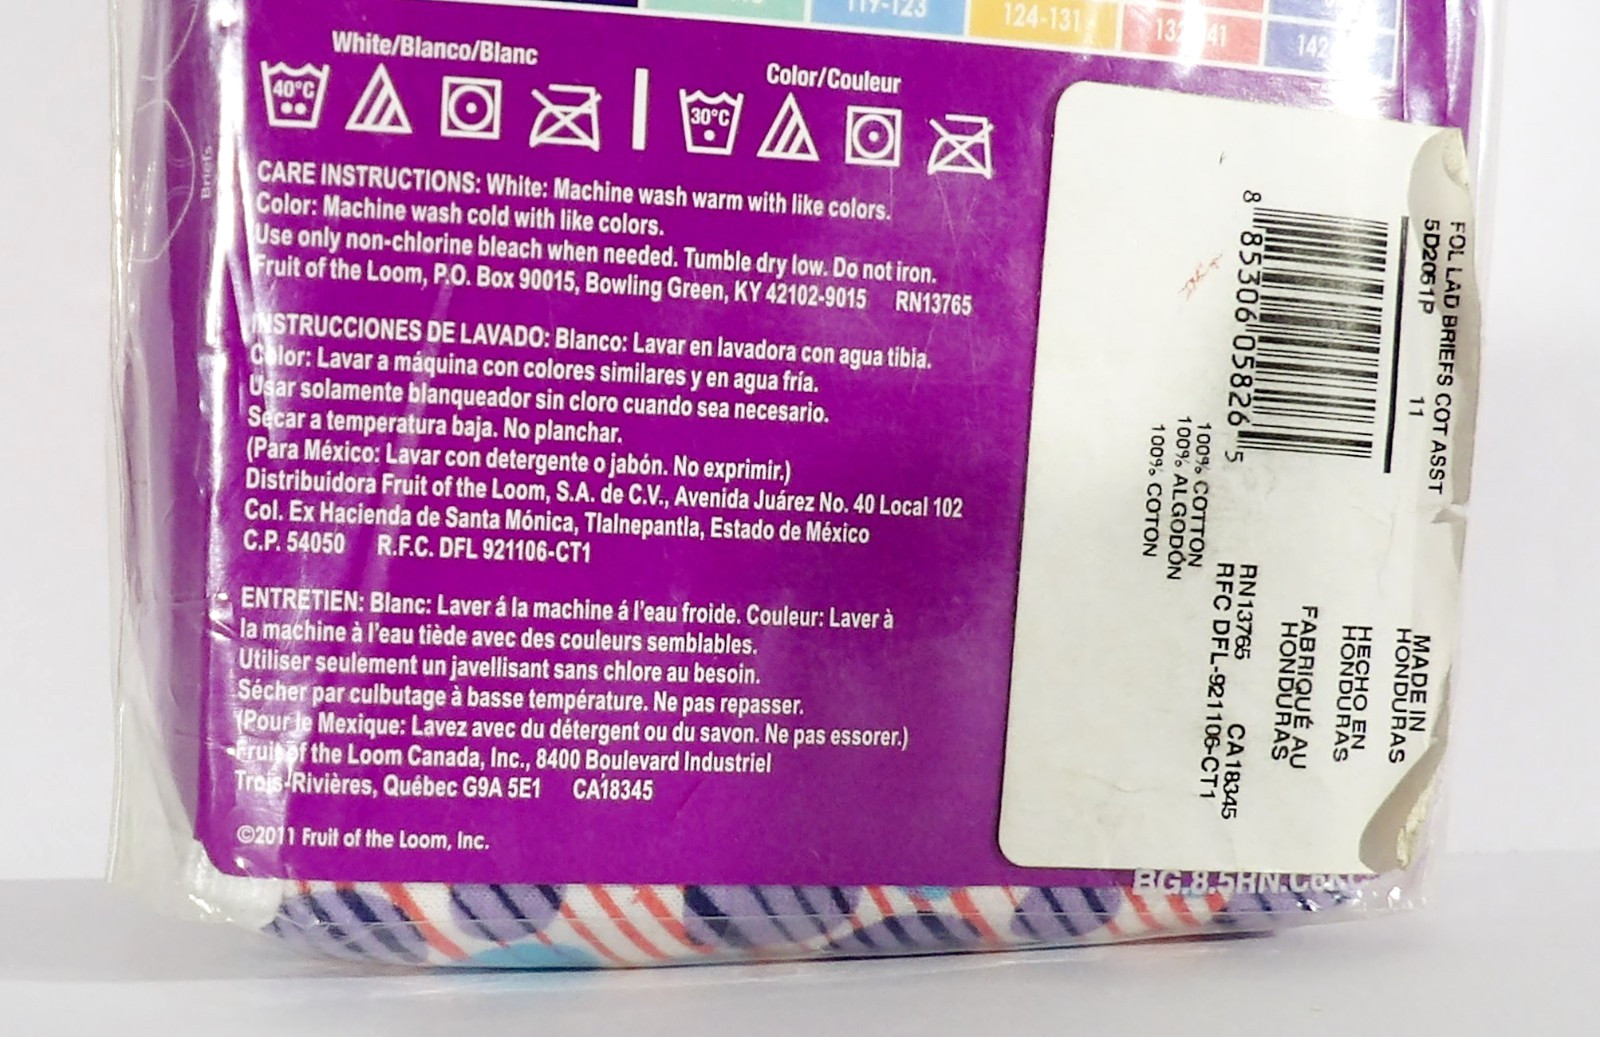 119-123
124-131
142
White/Blanco/Blanc
Color/Couleur
40°C
30°C
Briefs
CARE INSTRUCTIONS: White: Machine wash warm with like colors.
Color: Machine wash cold with like colors.
Use only non-chlorine bleach when needed. Tumble dry low. Do not iron.
Fruit of the Loom, P.O. Box 90015, Bowling Green, KY 42102-9015 RN13765
INSTRUCCIONES DE LAVADO: Blanco: Lavar en lavadora con agua tibia.
Color: Lavar a máquina con colores similares y en agua fría.
Usar solamente blanqueador sin cloro cuando sea necesario.
Secar a temperatura baja. No planchar.
(Para México: Lavar con detergente o jabón. No exprimir.)
Distribuidora Fruit of the Loom, S.A. de C.V., Avenida Juárez No. 40 Local 102
Col. Ex Hacienda de Santa Mónica, Tlalnepantla, Estado de México
C.P. 54050 R.F.C. DFL 921106-CT1
ENTRETIEN: Blanc: Laver á la machine á l'eau froide. Couleur: Laver à
la machine à l'eau tiède avec des couleurs semblables.
Utiliser seulement un javellisant sans chlore au besoin.
Sécher par culbutage à basse température. Ne pas repasser.
(Pour le Mexique: Lavez avec du détergent ou du savon. Ne pas essorer.)
Fruit of the Loom Canada, Inc., 8400 Boulevard Industriel
Trois-Rivières, Québec G9A 5E1 CA18345
©2011 Fruit of the Loom, Inc.
FOL LAD BRIEFS COT ASST
5D2061P 11
8 85306 05826 5
100% COTTON
100% ALGODÓN
100% COTON
MADE IN
HONDURAS
HECHO EN
HONDURAS
FABRIQUÉ AU
HONDURAS
RN13765 CA18345
RFC DFL-921106-CT1